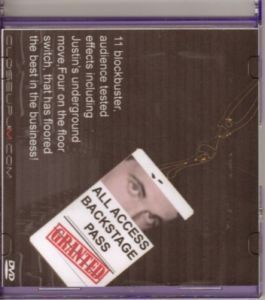 11 blockbuster,
audience tested
effects including
Justin's underground
move,Four on the floor
switch, that has floored
the best in the business!
ALL ACCESS
BACKSTAGE
PASS
GRANTED
DVD